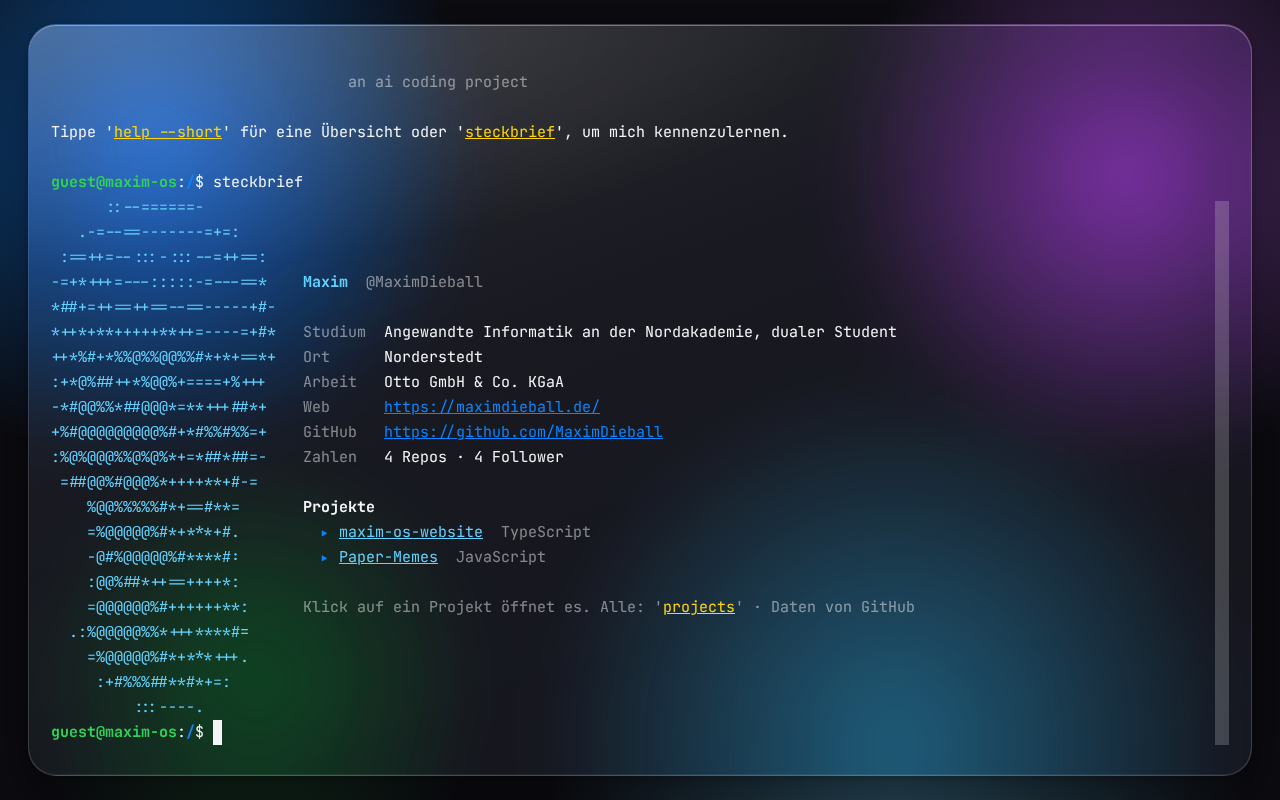 an ai coding project
Tippe 'help --short' für eine Übersicht oder 'steckbrief', um mich kennenzulernen.
guest@maxim-os:/$ steckbrief
Maxim @MaximDieball
Studium Angewandte Informatik an der Nordakademie, dualer Student
Ort Norderstedt
Arbeit Otto GmbH & Co. KGaA
Web https://maximdieball.de/
GitHub https://github.com/MaximDieball
Zahlen 4 Repos · 4 Follower
Projekte
▸ maxim-os-website TypeScript
▸ Paper-Memes JavaScript
Klick auf ein Projekt öffnet es. Alle: 'projects' · Daten von GitHub
guest@maxim-os:/$